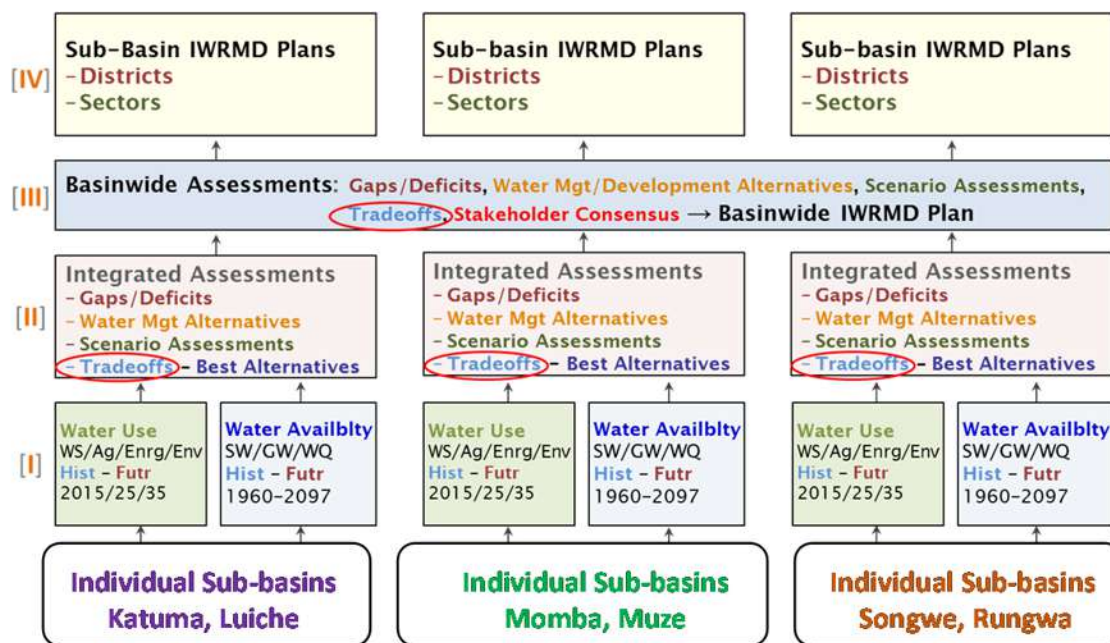 [IV]
Sub-Basin IWRMD Plans
- Districts
- Sectors
Sub-basin IWRMD Plans
- Districts
- Sectors
Sub-basin IWRMD Plans
- Districts
- Sectors
[III]
Basinwide Assessments: Gaps/Deficits, Water Mgt/Development Alternatives, Scenario Assessments,
Tradeoffs, Stakeholder Consensus → Basinwide IWRMD Plan
[II]
Integrated Assessments
- Gaps/Deficits
- Water Mgt Alternatives
- Scenario Assessments
- Tradeoffs - Best Alternatives
Integrated Assessments
- Gaps/Deficits
- Water Mgt Alternatives
- Scenario Assessments
- Tradeoffs - Best Alternatives
Integrated Assessments
- Gaps/Deficits
- Water Mgt Alternatives
- Scenario Assessments
- Tradeoffs - Best Alternatives
[I]
Water Use
WS/Ag/Enrg/Env
Hist - Futr
2015/25/35
Water Availblty
SW/GW/WQ
Hist - Futr
1960-2097
Water Use
WS/Ag/Enrg/Env
Hist - Futr
2015/25/35
Water Availblty
SW/GW/WQ
Hist - Futr
1960-2097
Water Use
WS/Ag/Enrg/Env
Hist - Futr
2015/25/35
Water Availblty
SW/GW/WQ
Hist - Futr
1960-2097
Individual Sub-basins
Katuma, Luiche
Individual Sub-basins
Momba, Muze
Individual Sub-basins
Songwe, Rungwa